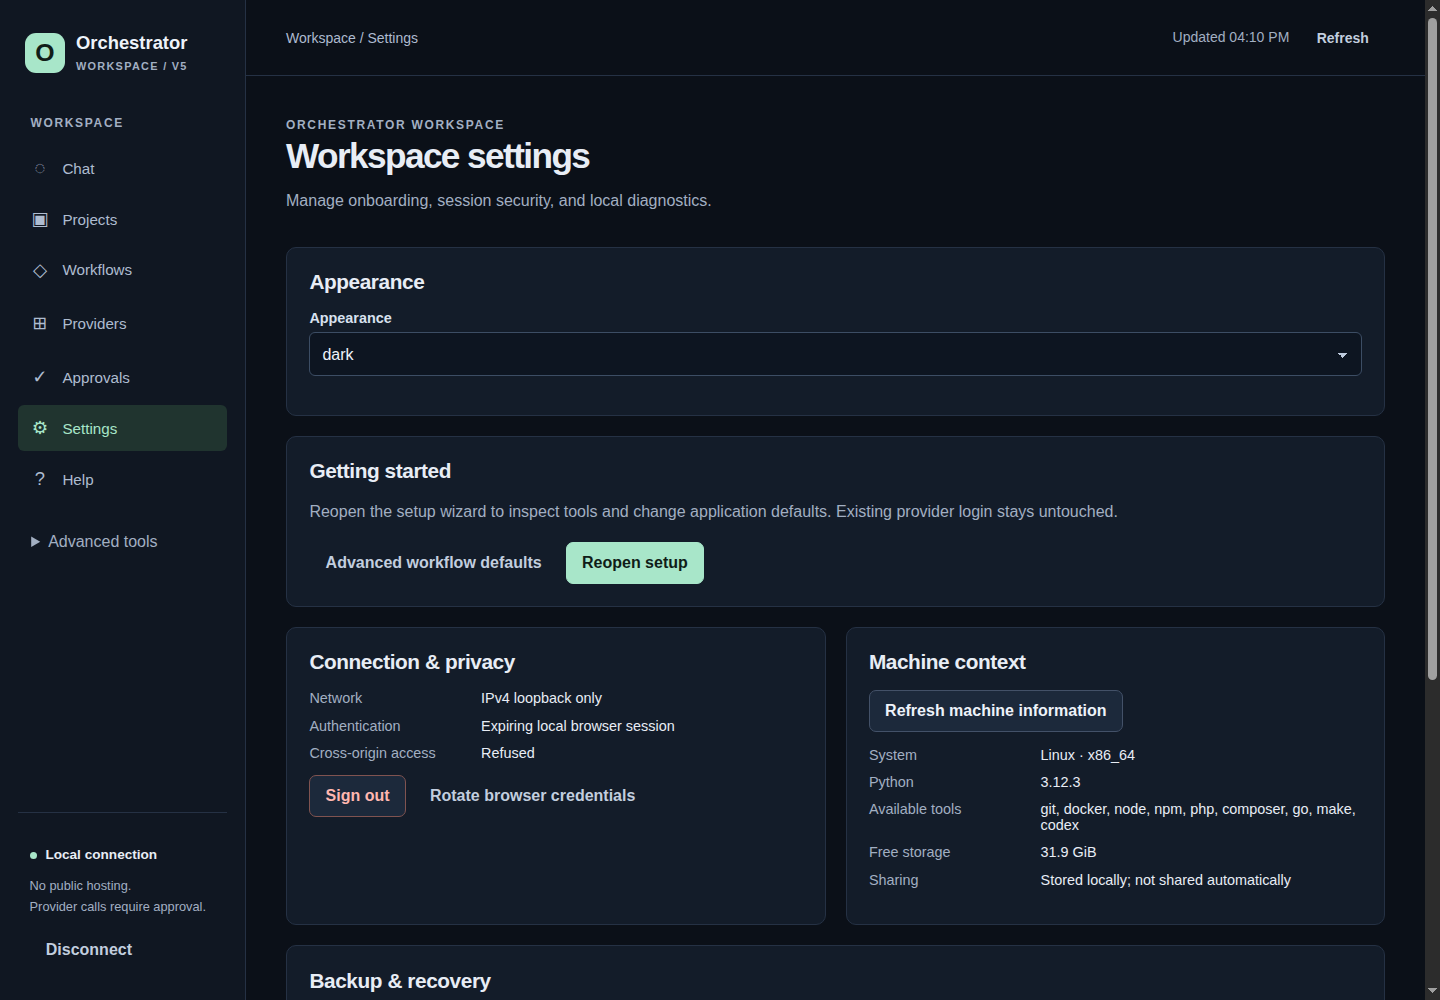 O
Orchestrator
WORKSPACE / V5
WORKSPACE
Chat
Projects
Workflows
Providers
✓ Approvals
Settings
? Help
Advanced tools
Local connection
No public hosting.
Provider calls require approval.
Disconnect
Workspace / Settings
Updated 04:10 PM
Refresh
ORCHESTRATOR WORKSPACE
Workspace settings
Manage onboarding, session security, and local diagnostics.
Appearance
Appearance
dark
Getting started
Reopen the setup wizard to inspect tools and change application defaults. Existing provider login stays untouched.
Advanced workflow defaults
Reopen setup
Connection & privacy
Network IPv4 loopback only
Authentication Expiring local browser session
Cross-origin access Refused
Sign out
Rotate browser credentials
Machine context
Refresh machine information
System Linux · x86_64
Python 3.12.3
Available tools git, docker, node, npm, php, composer, go, make,
codex
Free storage 31.9 GiB
Sharing Stored locally; not shared automatically
Backup & recovery